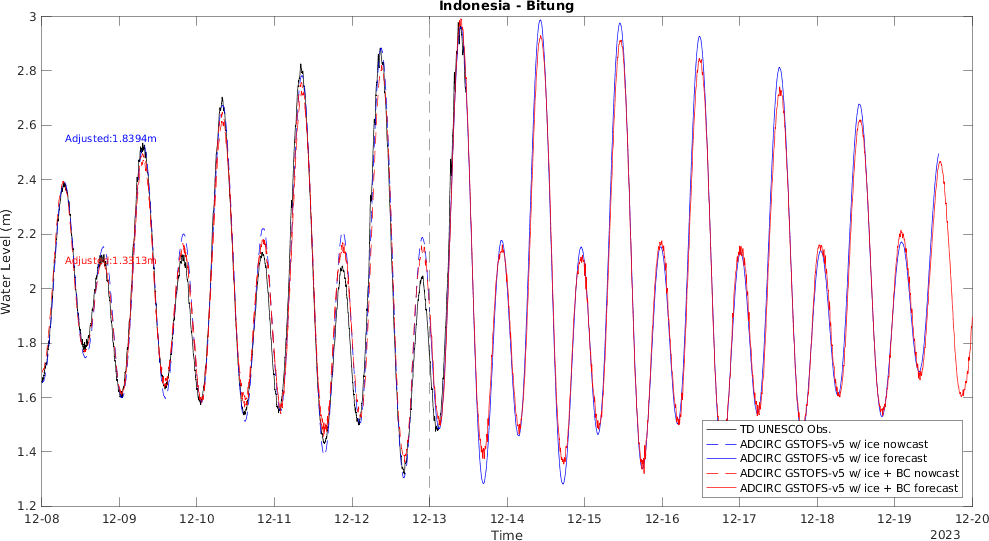 Indonesia - Bitung
3
2.8
2.6
2.4
2.2
2
1.8
1.6
1.4
1.2
Water Level (m)
Adjusted:1.8394m
Adjusted:1.3313m
TD UNESCO Obs.
ADCIRC GSTOFS-v5 w/ ice nowcast
ADCIRC GSTOFS-v5 w/ ice forecast
ADCIRC GSTOFS-v5 w/ ice + BC nowcast
ADCIRC GSTOFS-v5 w/ ice + BC forecast
12-08 12-09 12-10 12-11 12-12 12-13 12-14 12-15 12-16 12-17 12-18 12-19 12-20
Time
2023